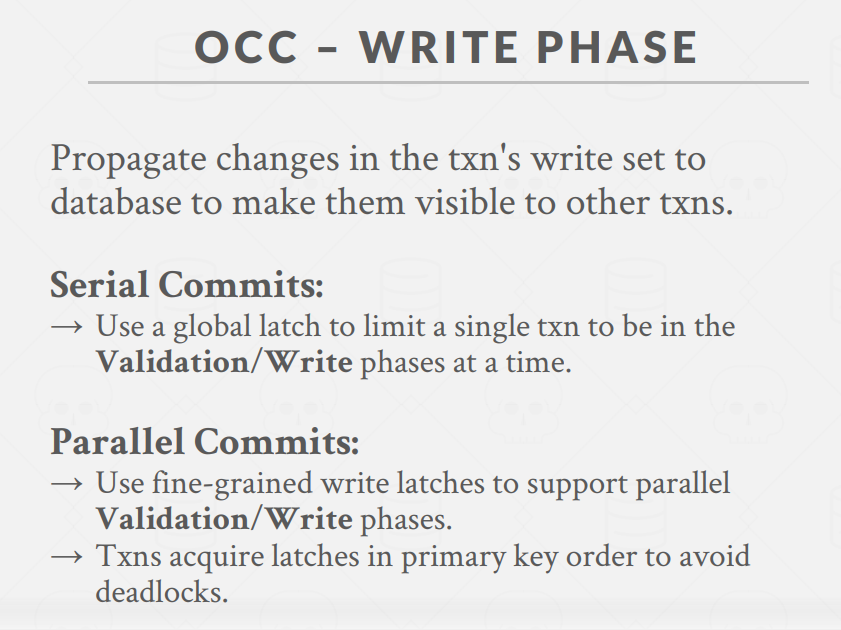 OCC – WRITE PHASE
Propagate changes in the txn's write set to
database to make them visible to other txns.
Serial Commits:
→ Use a global latch to limit a single txn to be in the
Validation/Write phases at a time.
Parallel Commits:
→ Use fine-grained write latches to support parallel
Validation/Write phases.
→ Txns acquire latches in primary key order to avoid
deadlocks.